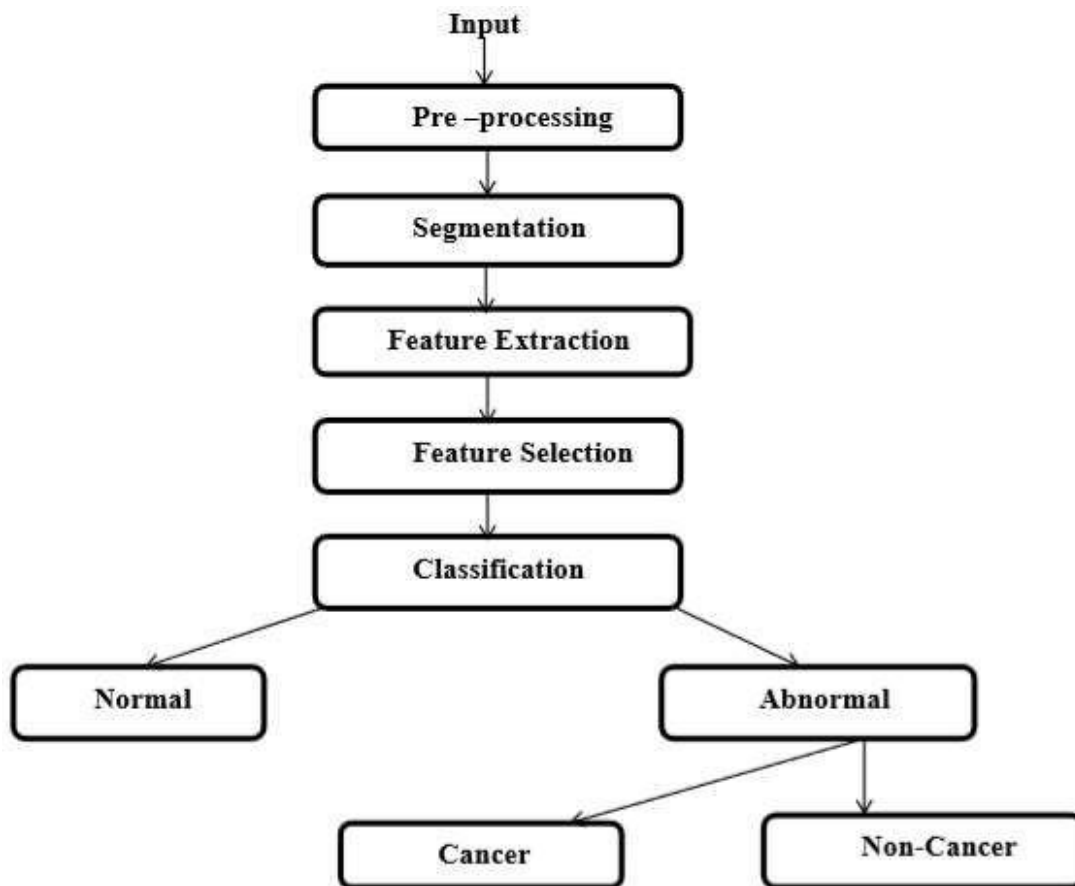 Input
Pre –processing
Segmentation
Feature Extraction
Feature Selection
Classification
Normal
Abnormal
Cancer
Non-Cancer